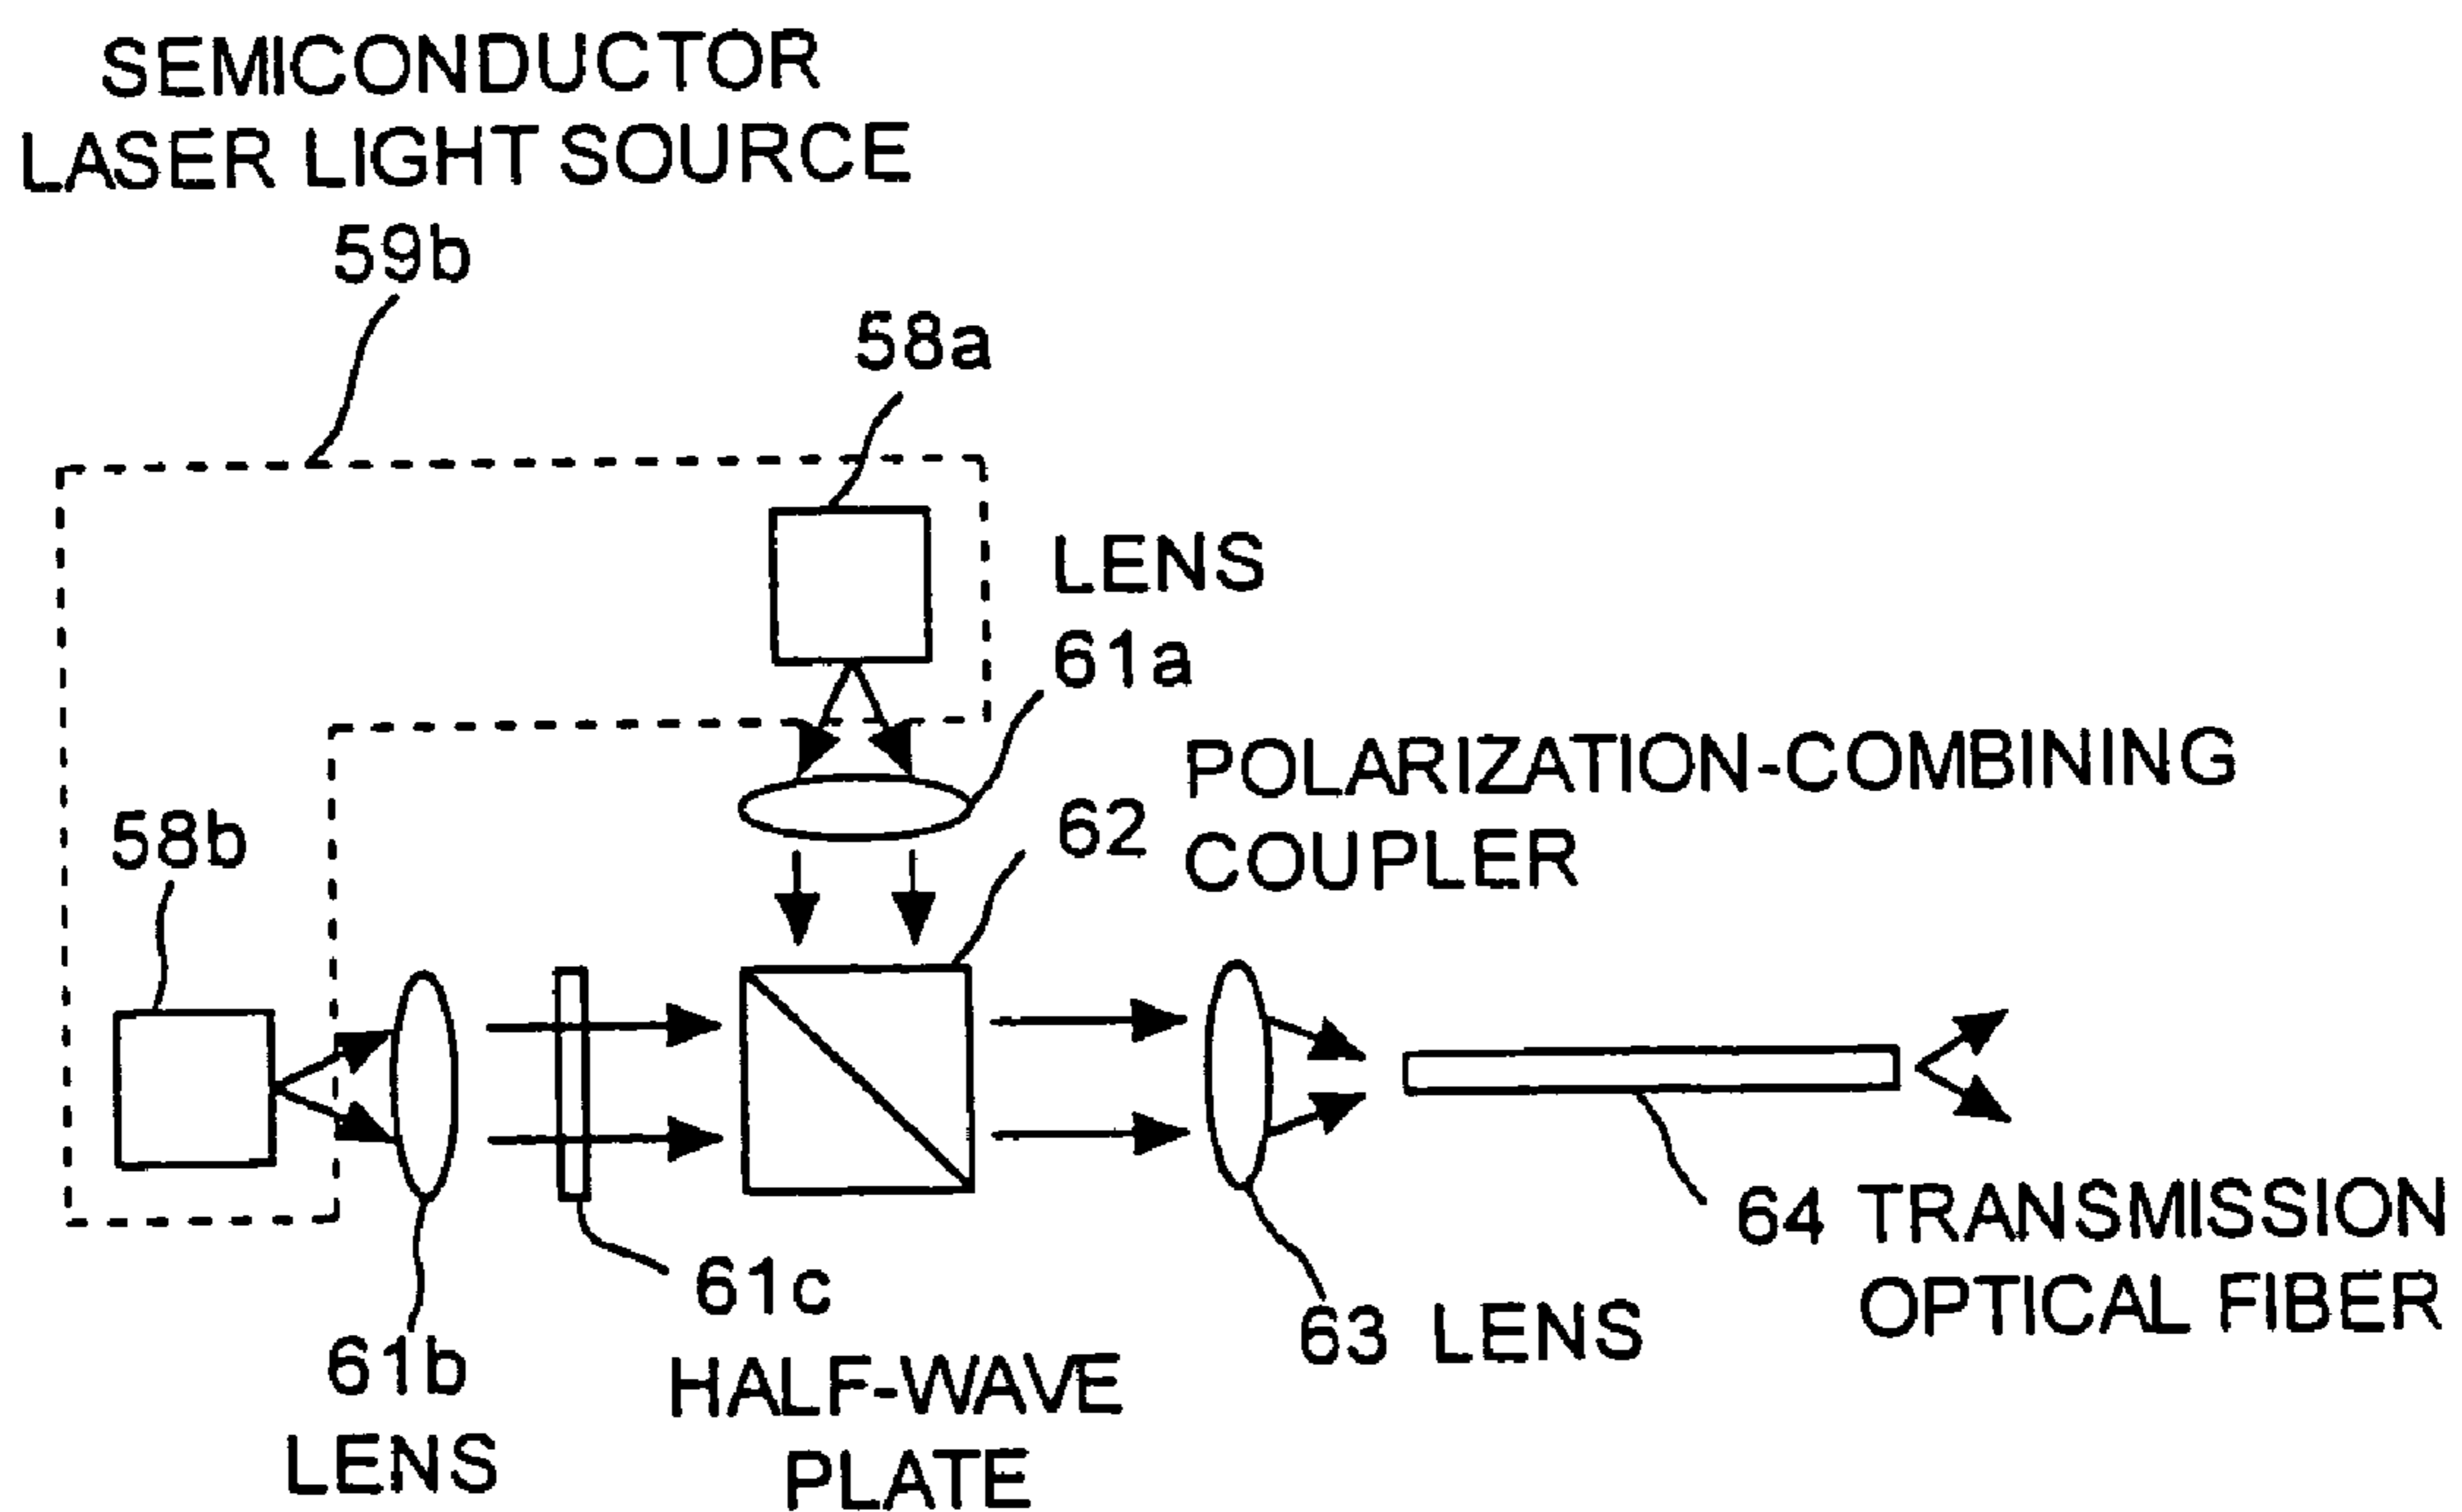 SEMICONDUCTOR
LASER LIGHT SOURCE
59b
58a
LENS
61a
62 POLARIZATION-COMBINING
COUPLER
58b
64 TRANSMISSION
OPTICAL FIBER
61c
HALF-WAVE
PLATE
63 LENS
61b
LENS